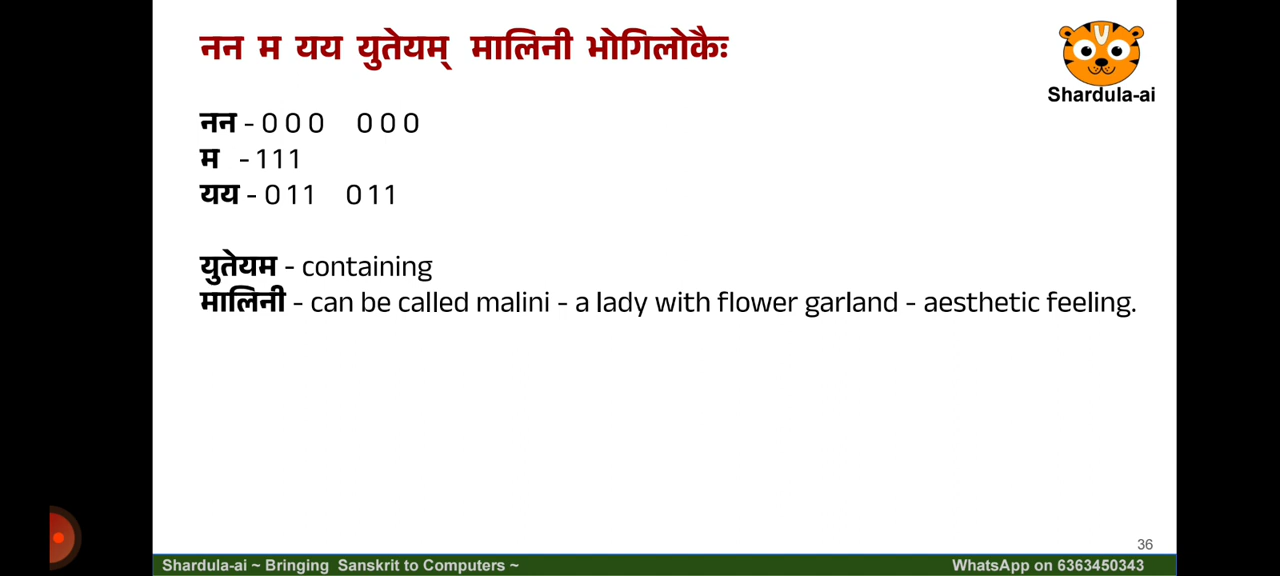 नन म यय युतेयम् मालिनी भोगिलोकैः
Shardula-ai
नन - 0 0 0 0 0 0
म - 1 1 1
यय - 0 1 1 0 1 1
युतेयम - containing
मालिनी - can be called malini - a lady with flower garland - aesthetic feeling.
36
Shardula-ai ~ Bringing Sanskrit to Computers ~ WhatsApp on 6363450343